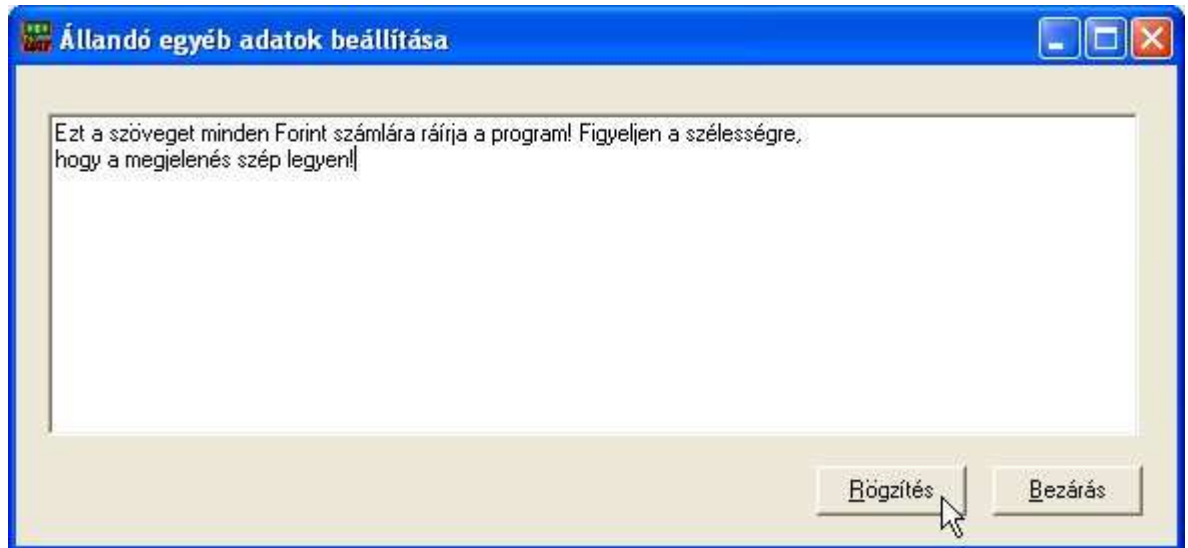 Állandó egyéb adatok beállítása
Ezt a szöveget minden Forint számlára ráírja a program! Figyeljen a szélességre,
hogy a megjelenés szép legyen!
Rögzítés
Bezárás